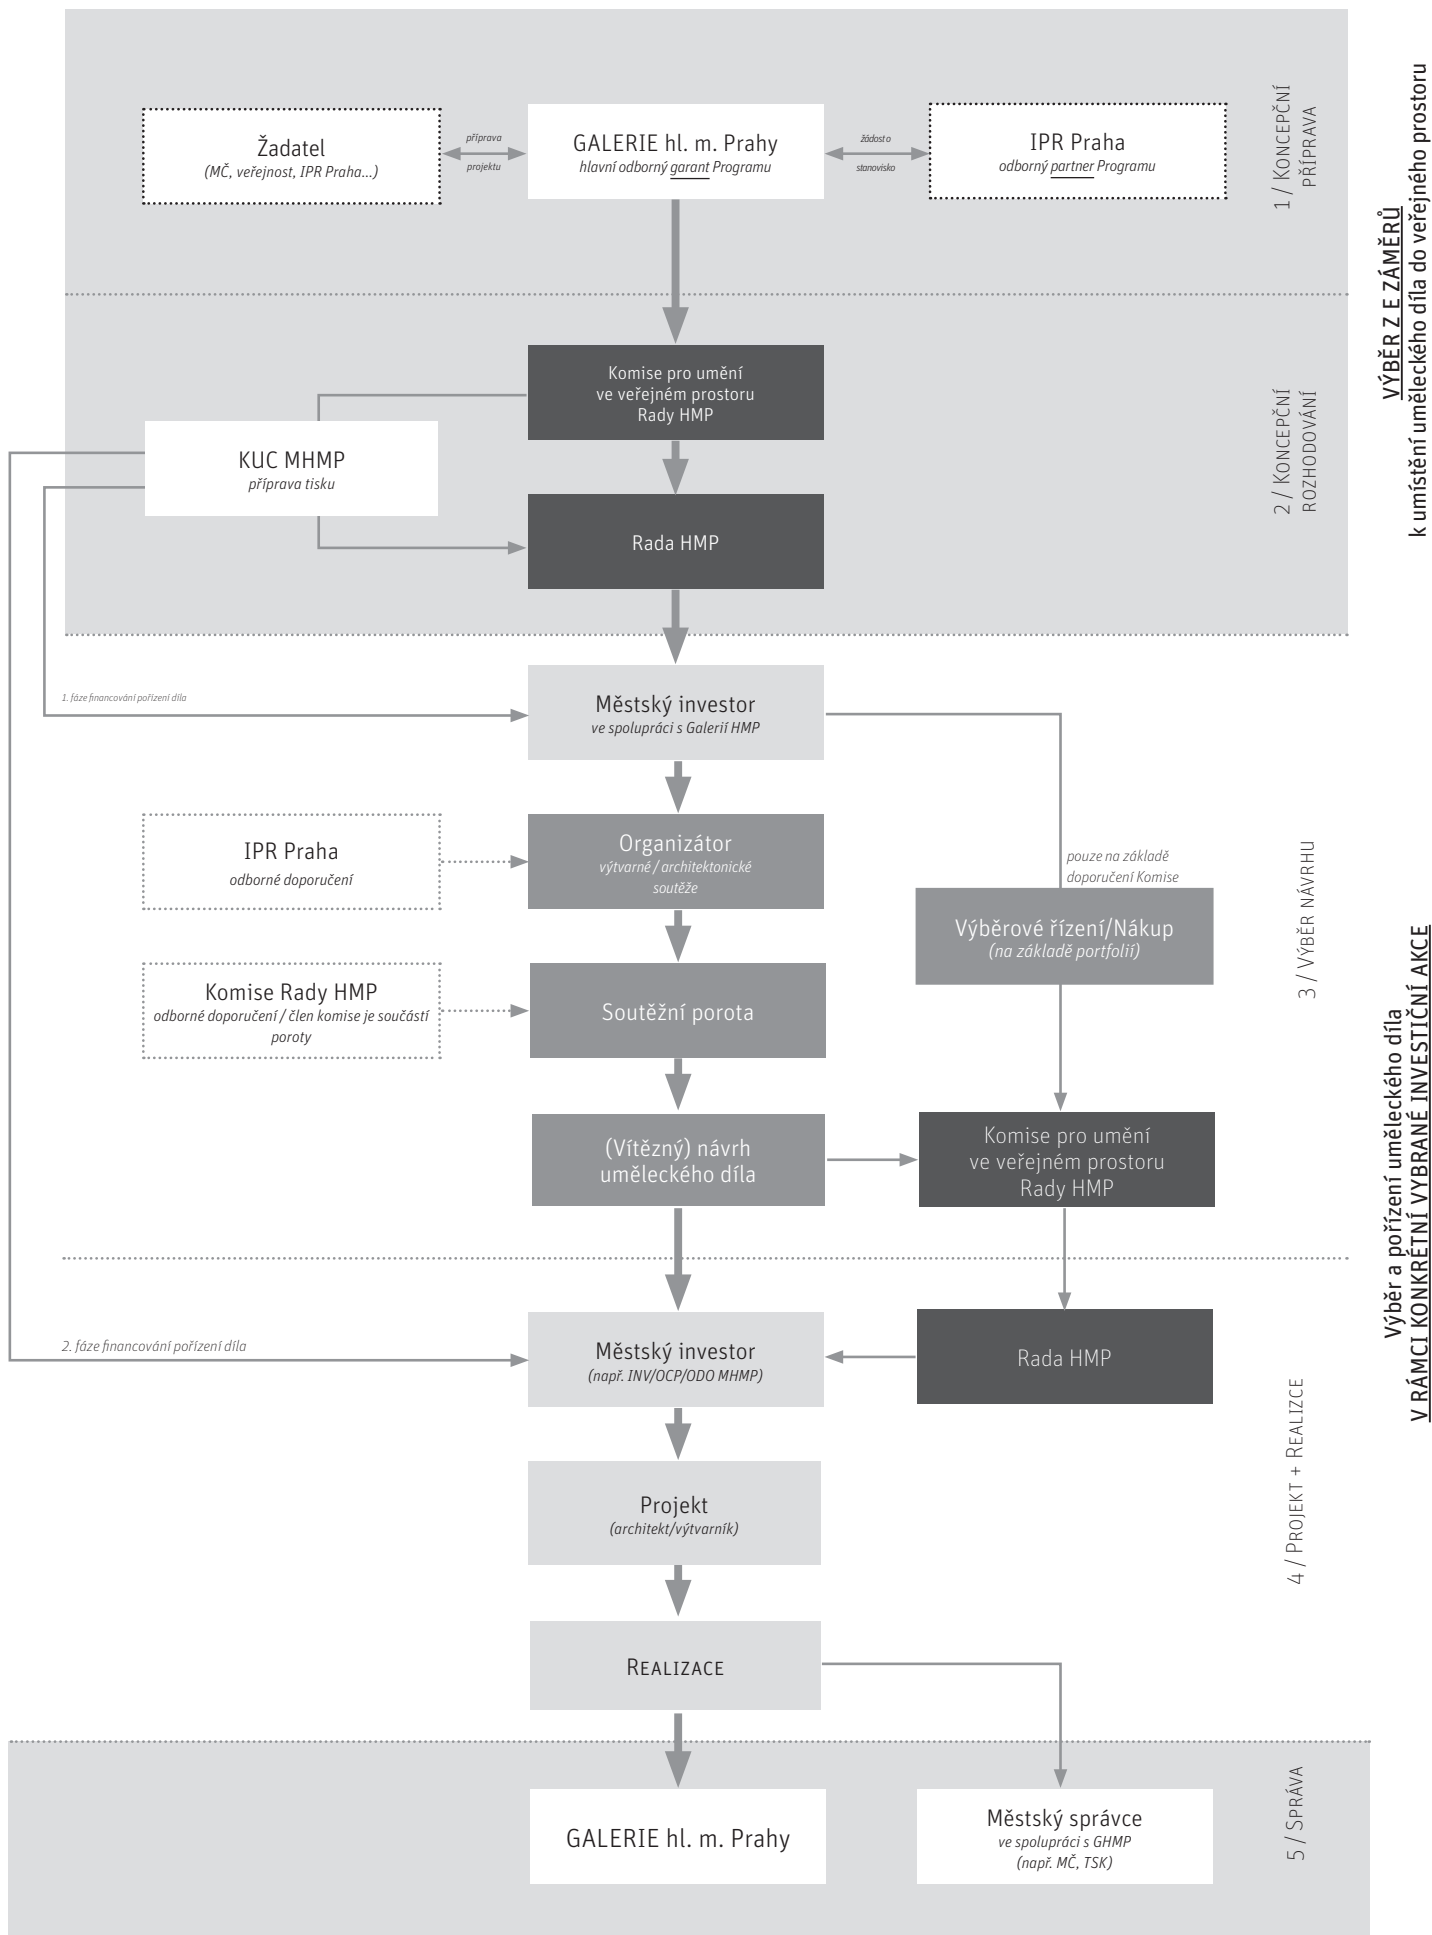 Žadatel
(MČ, veřejnost, IPR Praha...)
příprava
projektu
GALERIE hl. m. Prahy
hlavní odborný garant Programu
žádost o
stanovisko
IPR Praha
odborný partner Programu
1 / Koncepční
příprava
VÝBĚR Z E ZÁMĚRŮ
k umístění uměleckého díla do veřejného prostoru
Komise pro umění
ve veřejném prostoru
Rady HMP
KUC MHMP
příprava tisku
Rada HMP
2 / Koncepční
rozhodování
1. fáze financování pořízení díla
Městský investor
ve spolupráci s Galerií HMP
IPR Praha
odborné doporučení
Organizátor
výtvarné / architektonické
soutěže
pouze na základě
doporučení Komise
Výběrové řízení/Nákup
(na základě portfolií)
3 / Výběr návrhu
Komise Rady HMP
odborné doporučení / člen komise je součástí
poroty
Soutěžní porota
(Vítězný) návrh
uměleckého díla
Komise pro umění
ve veřejném prostoru
Rady HMP
Výběr a pořízení uměleckého díla
V RÁMCI KONKRÉTNÍ VYBRANÉ INVESTIČNÍ AKCE
2. fáze financování pořízení díla
Městský investor
(např. INV/OCP/ODO MHMP)
Rada HMP
Projekt
(architekt/výtvarník)
4 / Projekt + Realizce
Realizace
GALERIE hl. m. Prahy
Městský správce
ve spolupráci s GHMP
(např. MČ, TSK)
5 / Správa